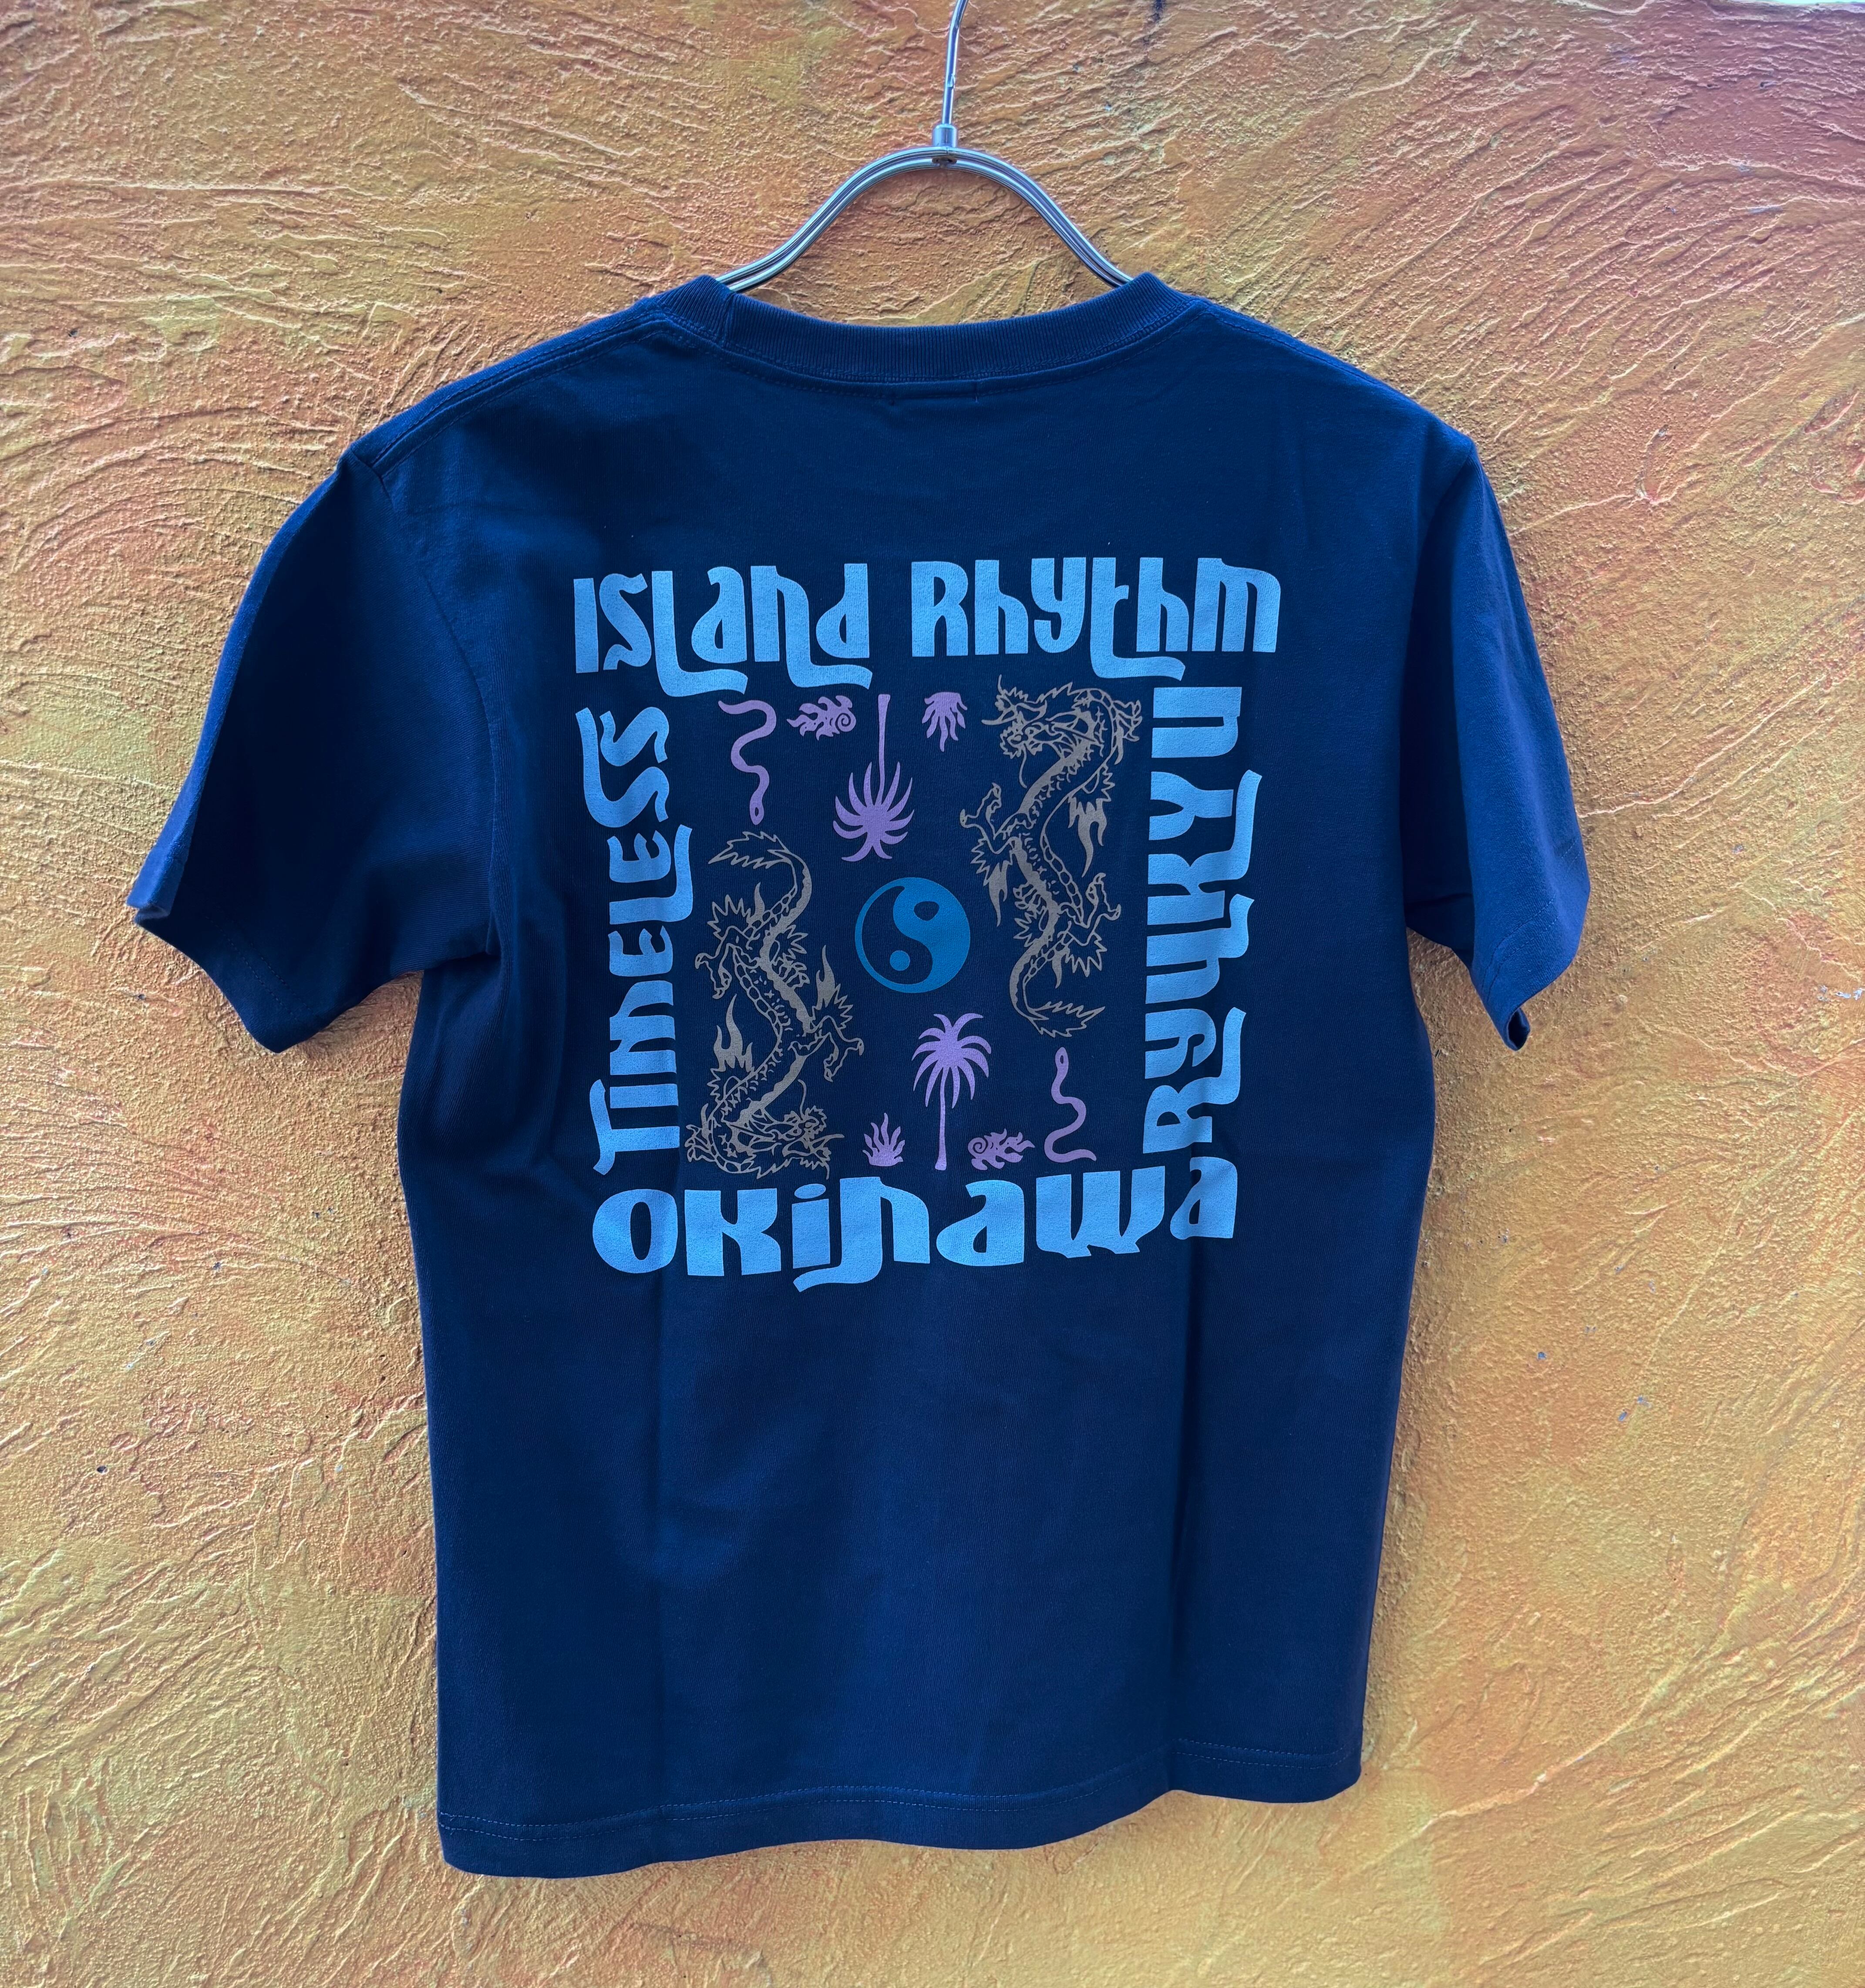 Island Rhythm
Timeless
Ryukyu
Okinawa